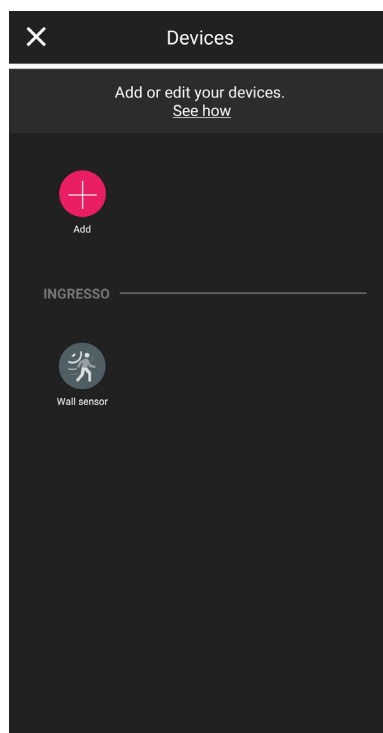 Devices
Add or edit your devices.
See how
Add
INGRESSO
Wall sensor